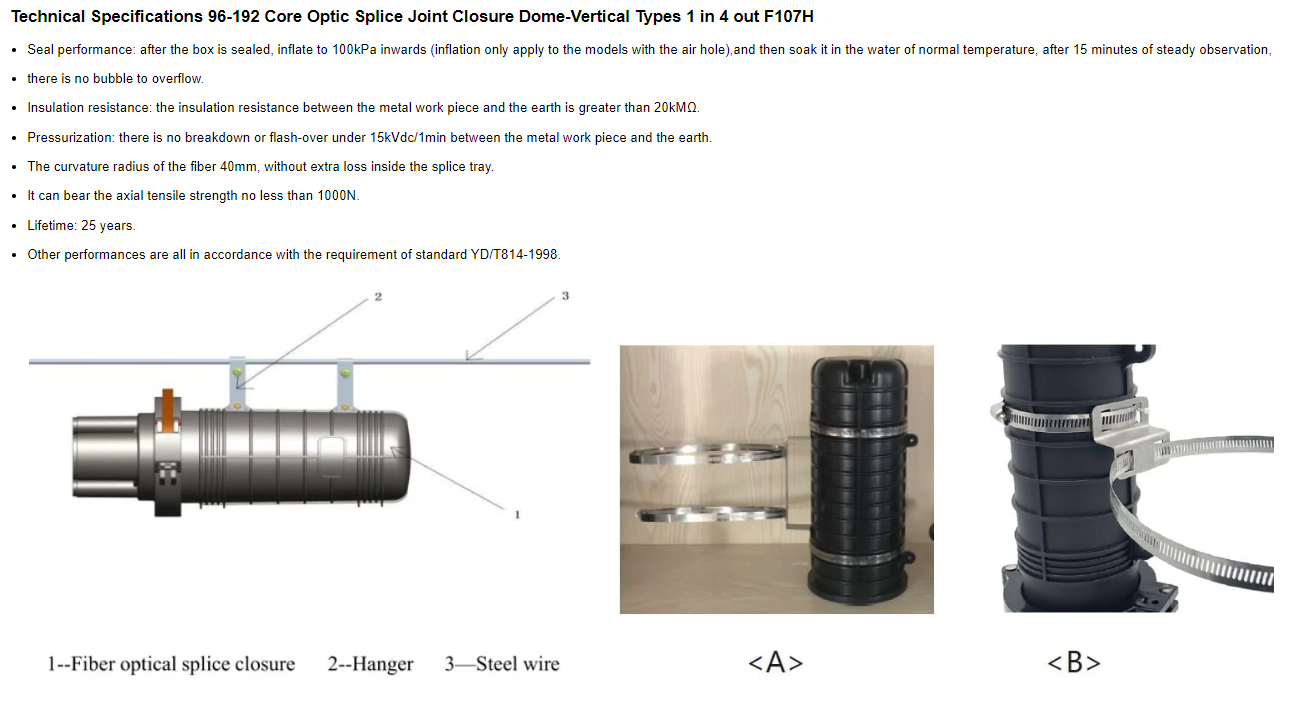 Technical Specifications 96-192 Core Optic Splice Joint Closure Dome-Vertical Types 1 in 4 out F107H
• Seal performance: after the box is sealed, inflate to 100kPa inwards (inflation only apply to the models with the air hole),and then soak it in the water of normal temperature, after 15 minutes of steady observation,
• there is no bubble to overflow.
• Insulation resistance: the insulation resistance between the metal work piece and the earth is greater than 20kMΩ.
• Pressurization: there is no breakdown or flash-over under 15kVdc/1min between the metal work piece and the earth.
• The curvature radius of the fiber 40mm, without extra loss inside the splice tray.
• It can bear the axial tensile strength no less than 1000N.
• Lifetime: 25 years.
• Other performances are all in accordance with the requirement of standard YD/T814-1998.
2
3
1
1--Fiber optical splice closure 2--Hanger 3—Steel wire
<A>
<B>